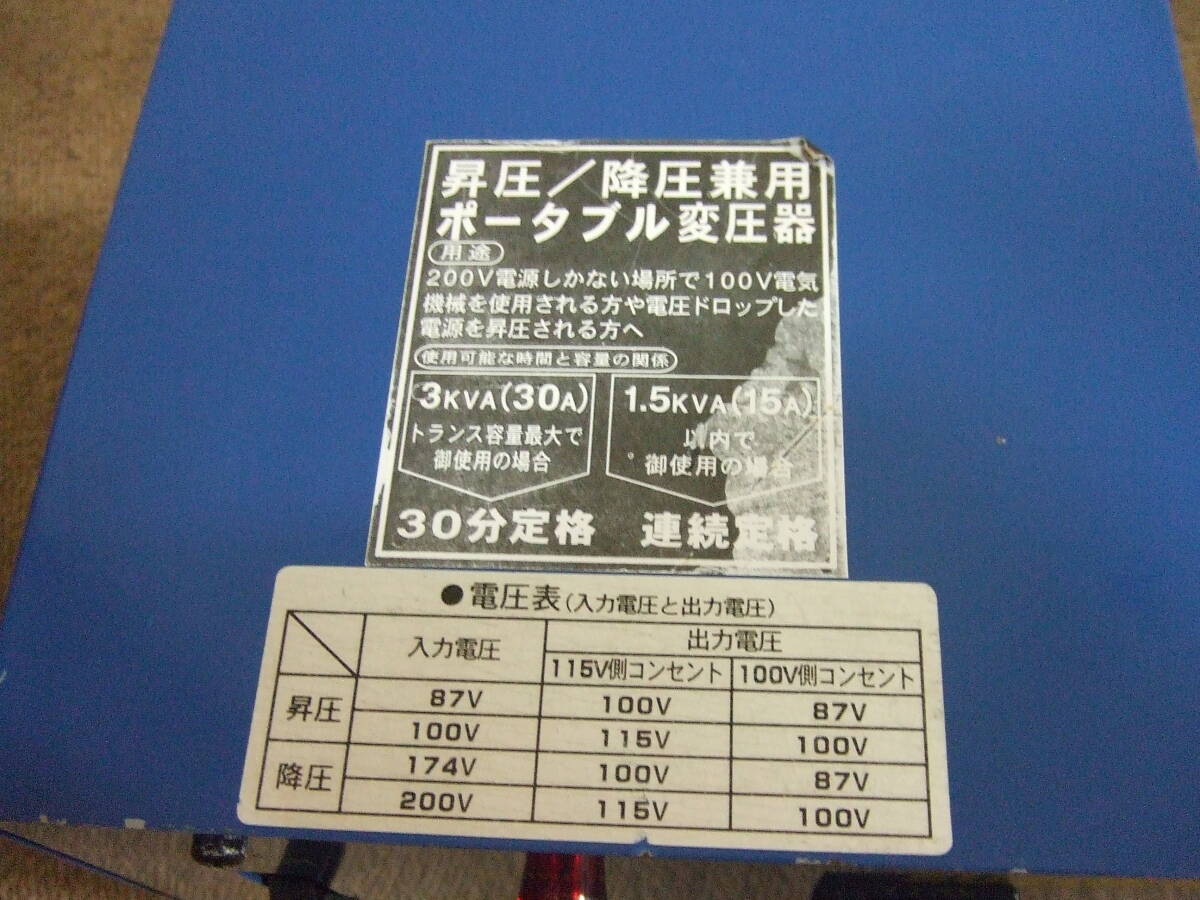 昇圧／降圧兼用
ポータブル変圧器
用途
200V電源しかない場所で100V電気
機械を使用される方や電圧ドロップした
電源を昇圧される方へ
使用可能な時間と容量の関係
3KVA(30A) 1.5KVA(15A)
トランス容量最大で 以内で
御使用の場合 御使用の場合
30分定格 連続定格
●電圧表(入力電圧と出力電圧)
入力電圧 出力電圧
115V側コンセント 100V側コンセント
昇圧 87V 100V 87V
100V 115V 100V
降圧 174V 100V 87V
200V 115V 100V